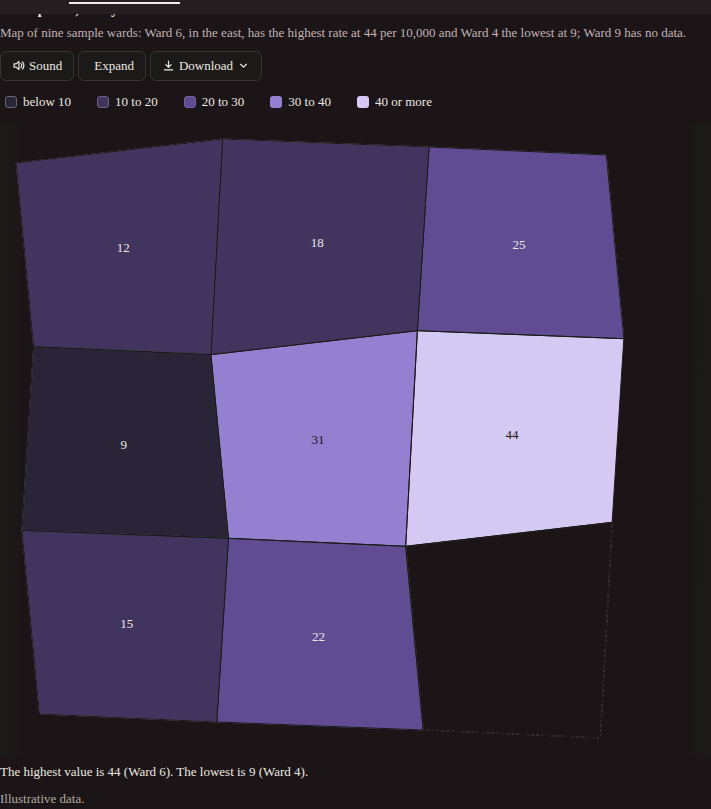 Map of nine sample wards: Ward 6, in the east, has the highest rate at 44 per 10,000 and Ward 4 the lowest at 9; Ward 9 has no data.
Sound Expand Download
below 10 10 to 20 20 to 30 30 to 40 40 or more
12 18 25
9 31 44
15 22
The highest value is 44 (Ward 6). The lowest is 9 (Ward 4).
Illustrative data.